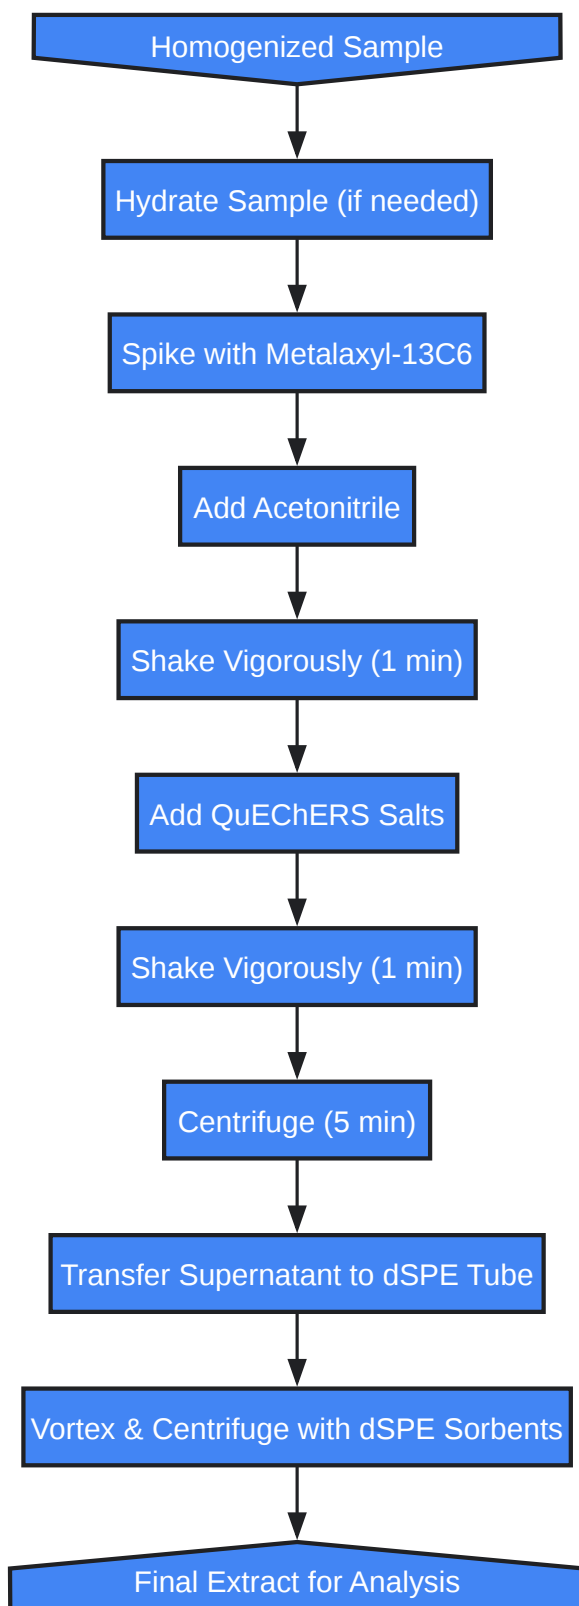 Homogenized Sample
Hydrate Sample (if needed)
Spike with Metalaxyl-13C6
Add Acetonitrile
Shake Vigorously (1 min)
Add QuEChERS Salts
Shake Vigorously (1 min)
Centrifuge (5 min)
Transfer Supernatant to dSPE Tube
Vortex & Centrifuge with dSPE Sorbents
Final Extract for Analysis